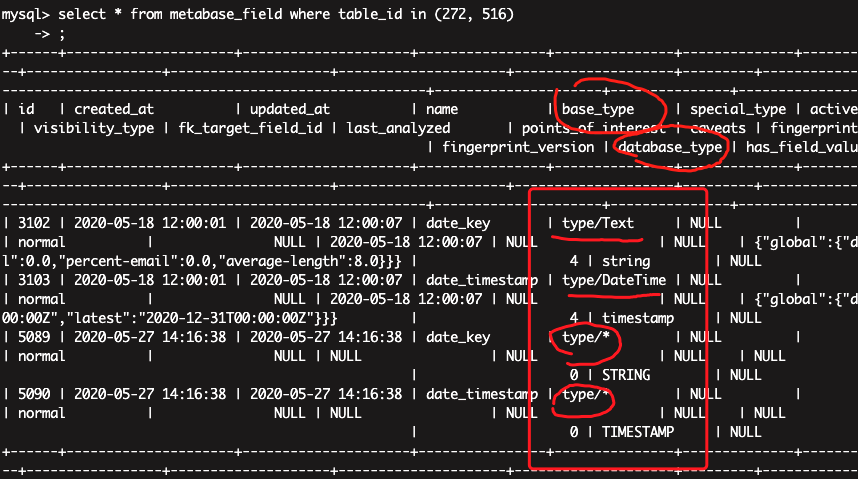 mysql> select * from metabase_field where table_id in (272, 516)
    -> ;
+------+---------------------+---------------------+----------------+---------------+--------------+-------
--+-----------------+--------------------+---------------------+--------------------+---------+-----------
----------------------------------------+---------------------+---------------+---------------
| id   | created_at          | updated_at          | name           | base_type     | special_type | active
  | visibility_type | fk_target_field_id | last_analyzed       | points_of_interest | caveats | fingerprint
                                        | fingerprint_version | database_type | has_field_valu
+------+---------------------+---------------------+----------------+---------------+--------------+-------
--+-----------------+--------------------+---------------------+--------------------+---------+-----------
----------------------------------------+---------------------+---------------+---------------
| 3102 | 2020-05-18 12:00:01 | 2020-05-18 12:00:07 | date_key       | type/Text     | NULL         |
| normal          |               NULL | 2020-05-18 12:00:07 | NULL               | NULL    | {"global":{"d
l":0.0,"percent-email":0.0,"average-length":8.0}}} |                   4 | string        | NULL
| 3103 | 2020-05-18 12:00:01 | 2020-05-18 12:00:07 | date_timestamp | type/DateTime | NULL         |
| normal          |               NULL | 2020-05-18 12:00:07 | NULL               | NULL    | {"global":{"d
00:00Z","latest":"2020-12-31T00:00:00Z"}}} |                   4 | timestamp     | NULL
| 5089 | 2020-05-27 14:16:38 | 2020-05-27 14:16:38 | date_key       | type/*        | NULL         |
| normal          |               NULL | NULL                | NULL               | NULL    | NULL
                                        |                   0 | STRING        | NULL
| 5090 | 2020-05-27 14:16:38 | 2020-05-27 14:16:38 | date_timestamp | type/*        | NULL         |
| normal          |               NULL | NULL                | NULL               | NULL    | NULL
                                        |                   0 | TIMESTAMP     | NULL
+------+---------------------+---------------------+----------------+---------------+--------------+-------
--+-----------------+--------------------+---------------------+--------------------+---------+-----------